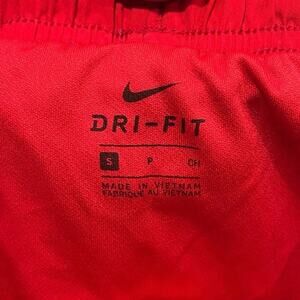 DRI-FIT
S P CH
MADE IN VIETNAM
FABRIQUÉ AU VIETNAM